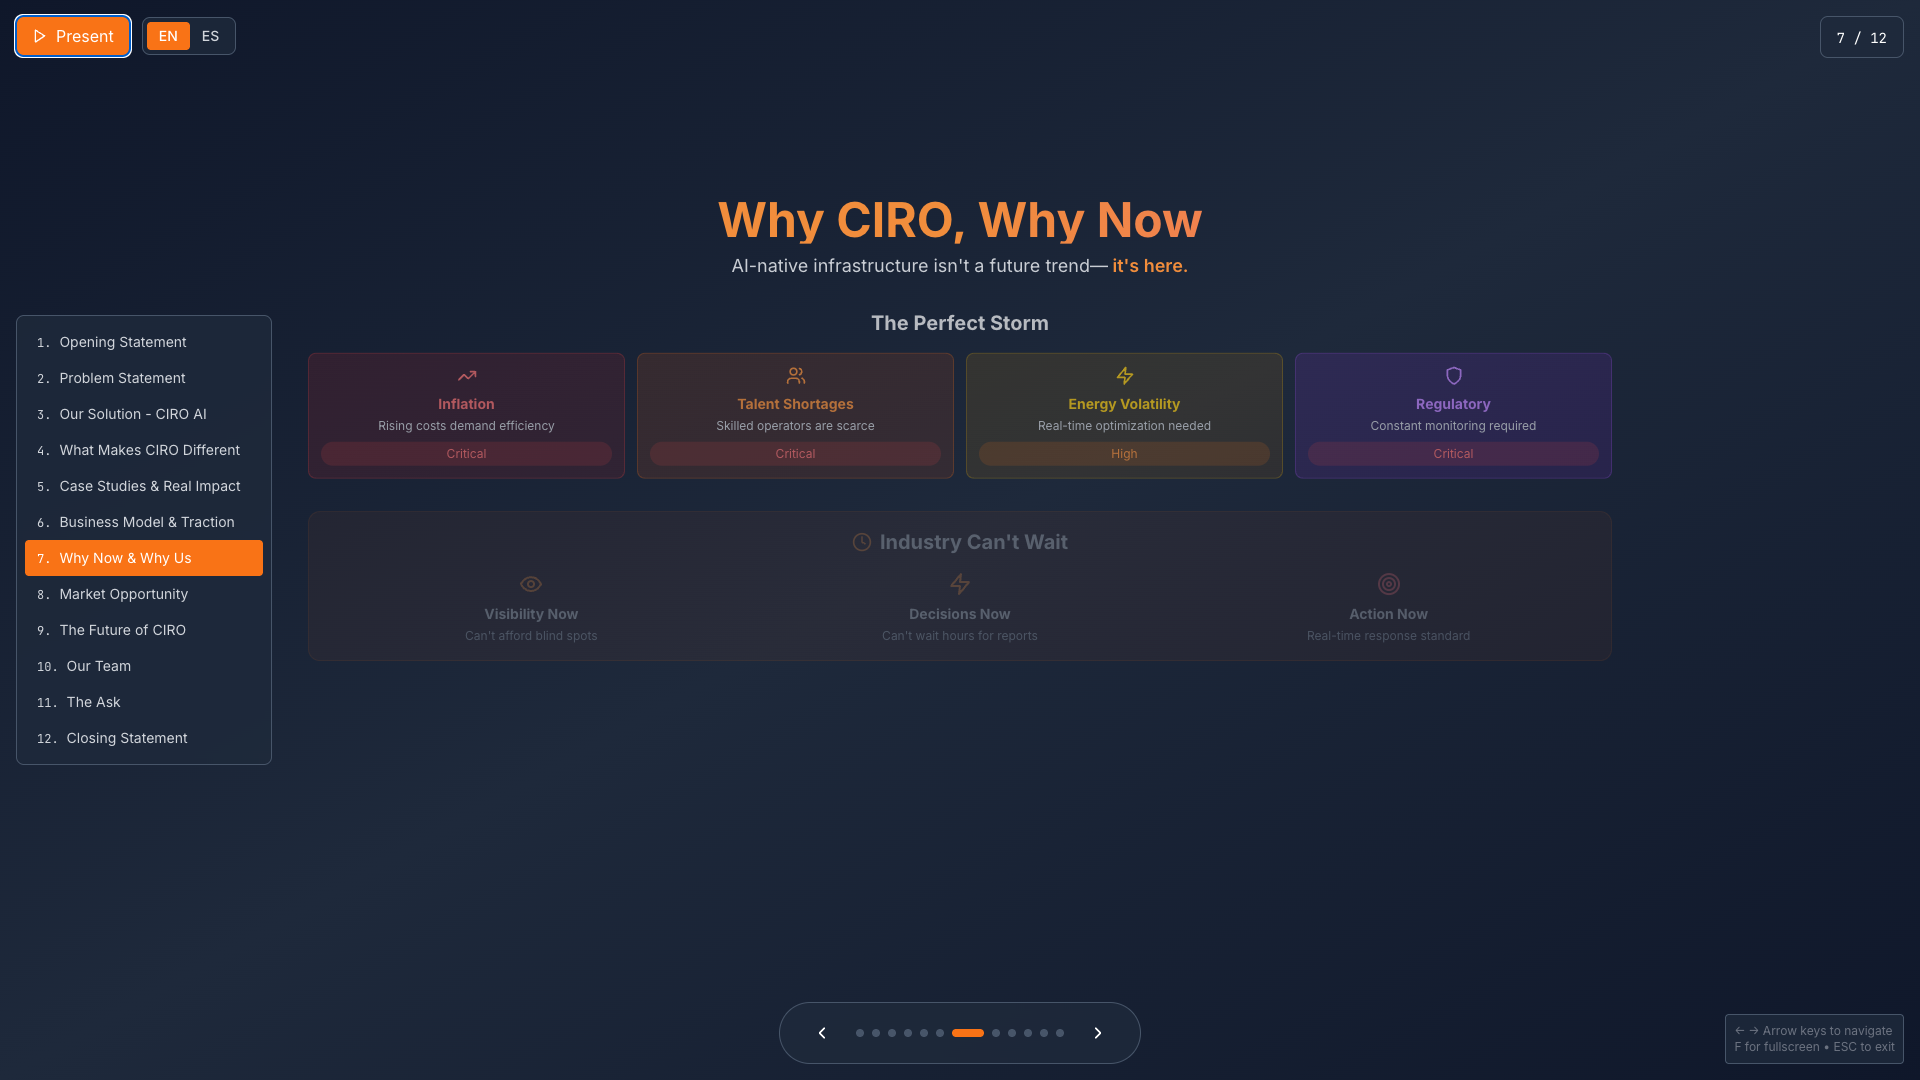 Present
EN
ES
7 / 12
Why CIRO, Why Now
AI-native infrastructure isn't a future trend— it's here.
1. Opening Statement
2. Problem Statement
3. Our Solution - CIRO AI
4. What Makes CIRO Different
5. Case Studies & Real Impact
6. Business Model & Traction
7. Why Now & Why Us
8. Market Opportunity
9. The Future of CIRO
10. Our Team
11. The Ask
12. Closing Statement
The Perfect Storm
Inflation
Rising costs demand efficiency
Critical
Talent Shortages
Skilled operators are scarce
Critical
Energy Volatility
Real-time optimization needed
High
Regulatory
Constant monitoring required
Critical
Industry Can't Wait
Visibility Now
Can't afford blind spots
Decisions Now
Can't wait hours for reports
Action Now
Real-time response standard
← → Arrow keys to navigate
F for fullscreen • ESC to exit